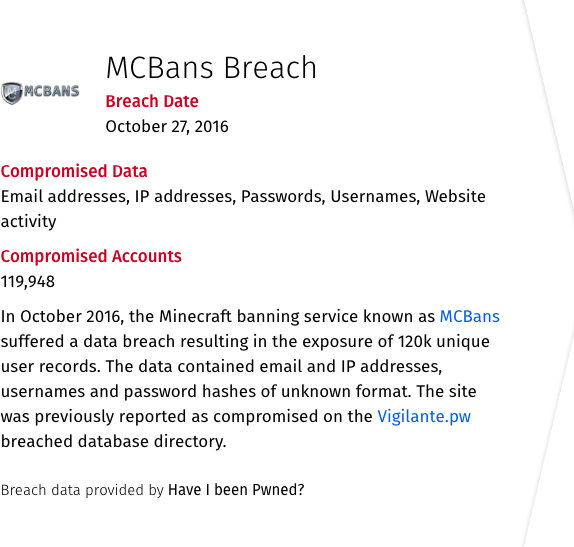 MCBANS
MCBans Breach
Breach Date
October 27, 2016
Compromised Data
Email addresses, IP addresses, Passwords, Usernames, Website
activity
Compromised Accounts
119,948
In October 2016, the Minecraft banning service known as MCBans
suffered a data breach resulting in the exposure of 120k unique
user records. The data contained email and IP addresses,
usernames and password hashes of unknown format. The site
was previously reported as compromised on the Vigilante.pw
breached database directory.
Breach data provided by Have I been Pwned?